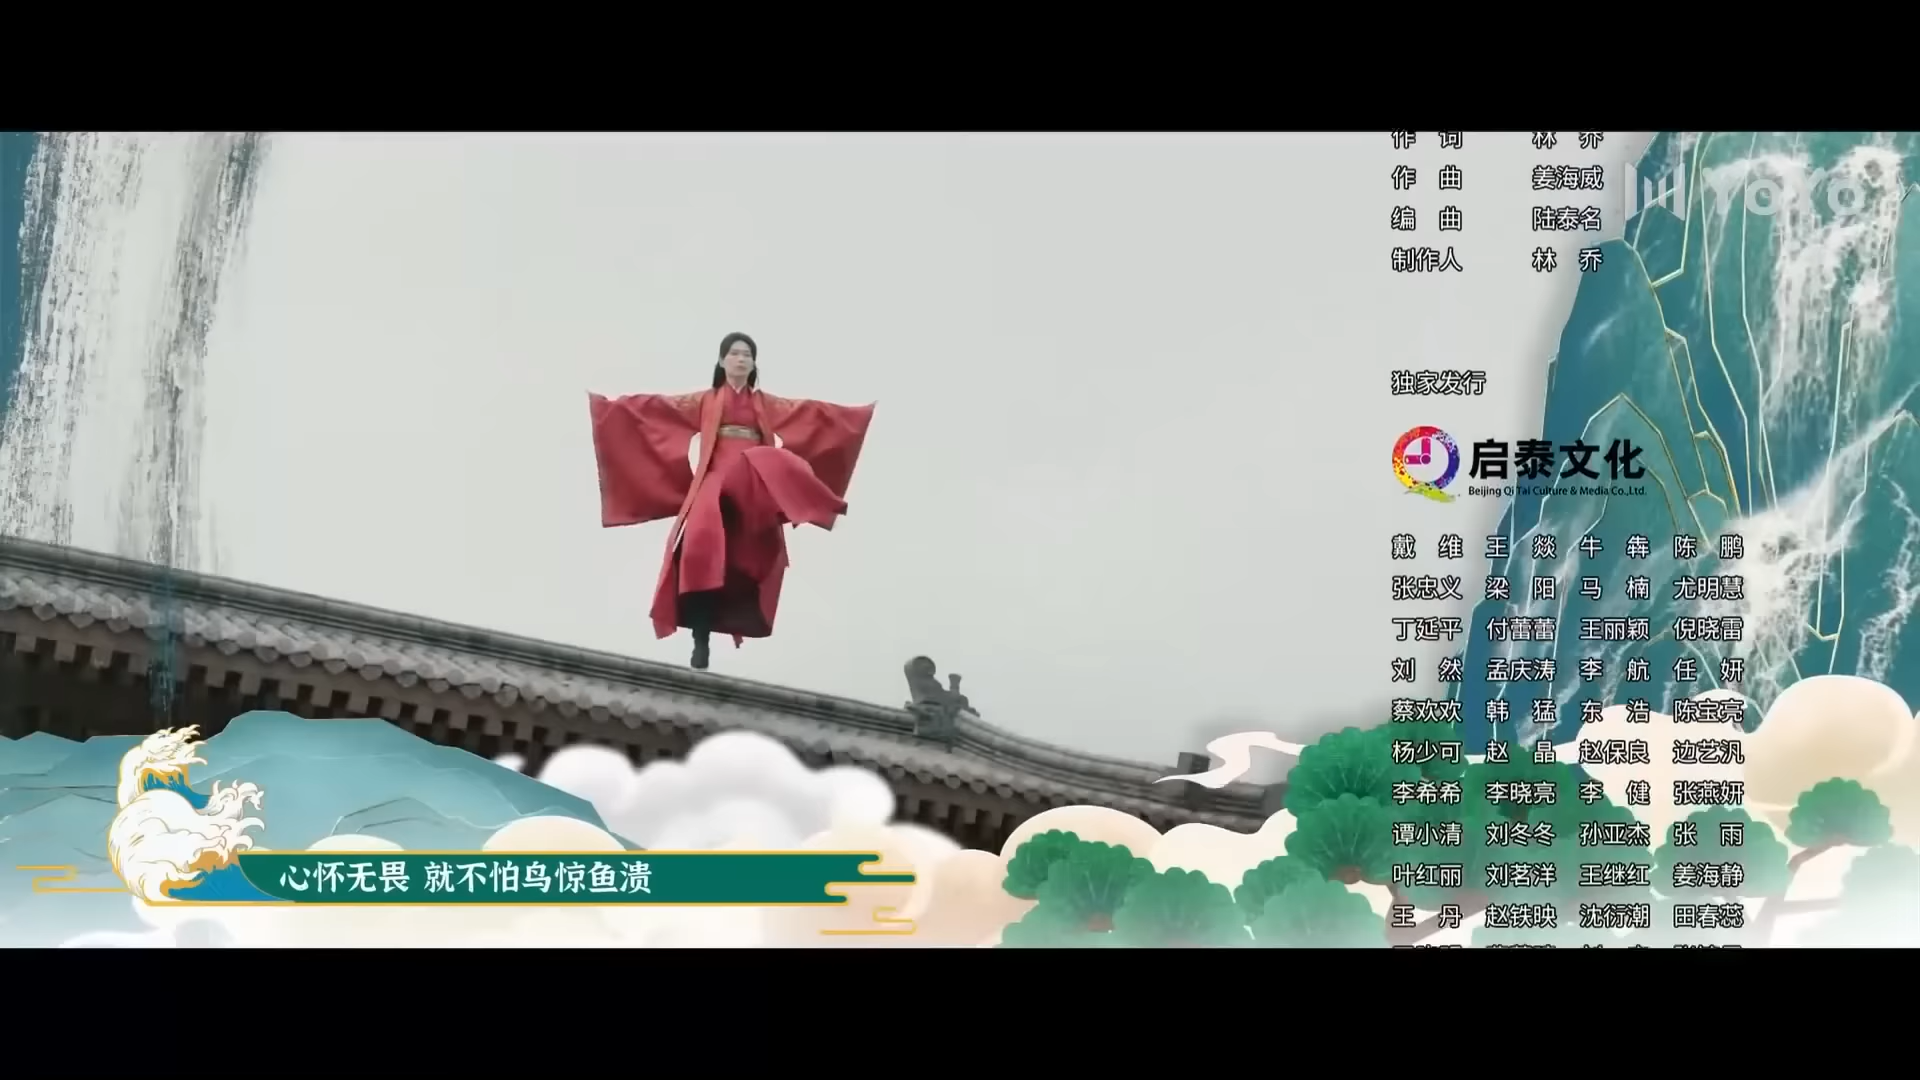 作 词 林 乔
作 曲 姜海威
编 曲 陆泰名
制作人 林 乔
YOYO
独家发行
启泰文化
Beijing Qi Tai Culture & Media Co.,Ltd.
戴 维 王 燚 牛 犇 陈 鹏
张忠义 梁 阳 马 楠 尤明慧
丁延平 付蕾蕾 王丽颖 倪晓雷
刘 然 孟庆涛 李 航 任 妍
蔡欢欢 韩 猛 东 浩 陈宝亮
杨少可 赵 晶 赵保良 边艺汎
李希希 李晓亮 李 健 张燕妍
谭小清 刘冬冬 孙亚杰 张 雨
叶红丽 刘茗洋 王继红 姜海静
王 丹 赵铁映 沈衍潮 田春蕊
心怀无畏 就不怕鸟惊鱼溃